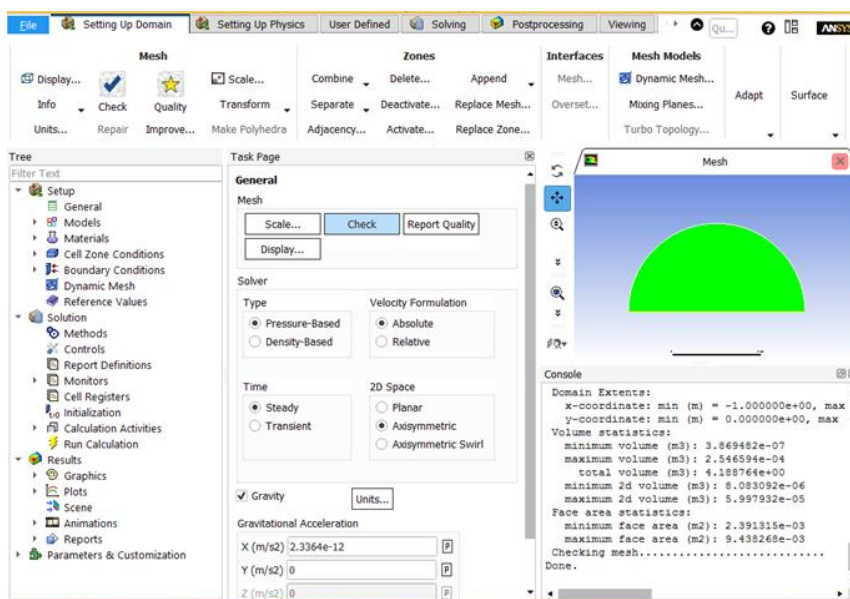 File
Setting Up Domain
Setting Up Physics
User Defined
Solving
Postprocessing
Viewing
Qu...
ANSYS
Mesh
Zones
Interfaces
Mesh Models
Display...
Scale...
Combine
Delete...
Append
Mesh...
Dynamic Mesh...
Info
Check
Quality
Transform
Separate
Deactivate...
Replace Mesh...
Overset...
Mixing Planes...
Adapt
Surface
Units...
Repair
Improve...
Make Polyhedra
Adjacency...
Activate...
Replace Zone...
Turbo Topology...
Tree
Filter Text
Setup
General
Models
Materials
Cell Zone Conditions
Boundary Conditions
Dynamic Mesh
Reference Values
Solution
Methods
Controls
Report Definitions
Monitors
Cell Registers
Initialization
Calculation Activities
Run Calculation
Results
Graphics
Plots
Scene
Animations
Reports
Parameters & Customization
Task Page
General
Mesh
Scale...
Check
Report Quality
Display...
Solver
Type
Velocity Formulation
Pressure-Based
Absolute
Density-Based
Relative
Time
2D Space
Steady
Planar
Transient
Axisymmetric
Axisymmetric Swirl
Gravity
Units...
Gravitational Acceleration
X (m/s2) 2.3364e-12 P
Y (m/s2) 0 P
Z (m/s2) 0 P
Mesh
Console
Domain Extents:
x-coordinate: min (m) = -1.000000e+00, max
y-coordinate: min (m) = 0.000000e+00, max
Volume statistics:
minimum volume (m3): 3.869482e-07
maximum volume (m3): 2.546594e-04
total volume (m3): 4.188764e+00
minimum 2d volume (m3): 8.083092e-06
maximum 2d volume (m3): 5.997932e-05
Face area statistics:
minimum face area (m2): 2.391315e-03
maximum face area (m2): 9.438268e-03
Checking mesh...........................
Done.